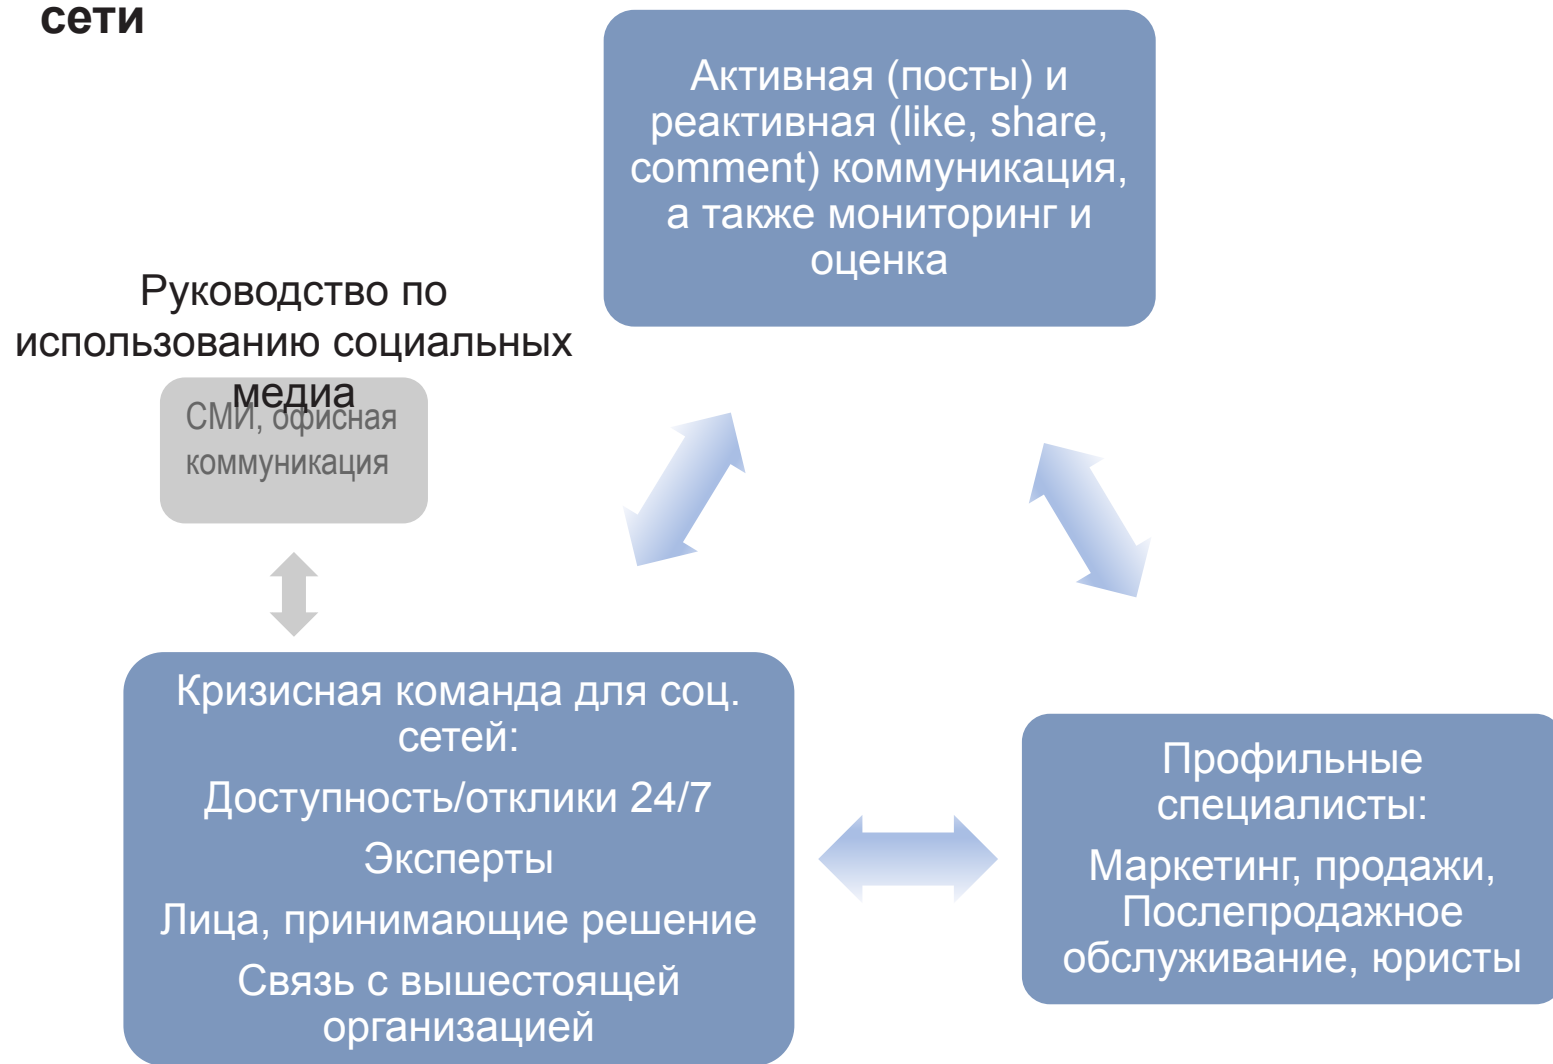 сети
Активная (посты) и
реактивная (like, share,
comment) коммуникация,
а также мониторинг и
оценка
Руководство по
использованию социальных
медиа
СМИ, офисная
коммуникация
Кризисная команда для соц.
сетей:
Доступность/отклики 24/7
Эксперты
Лица, принимающие решение
Связь с вышестоящей
организацией
Профильные
специалисты:
Маркетинг, продажи,
Послепродажное
обслуживание, юристы